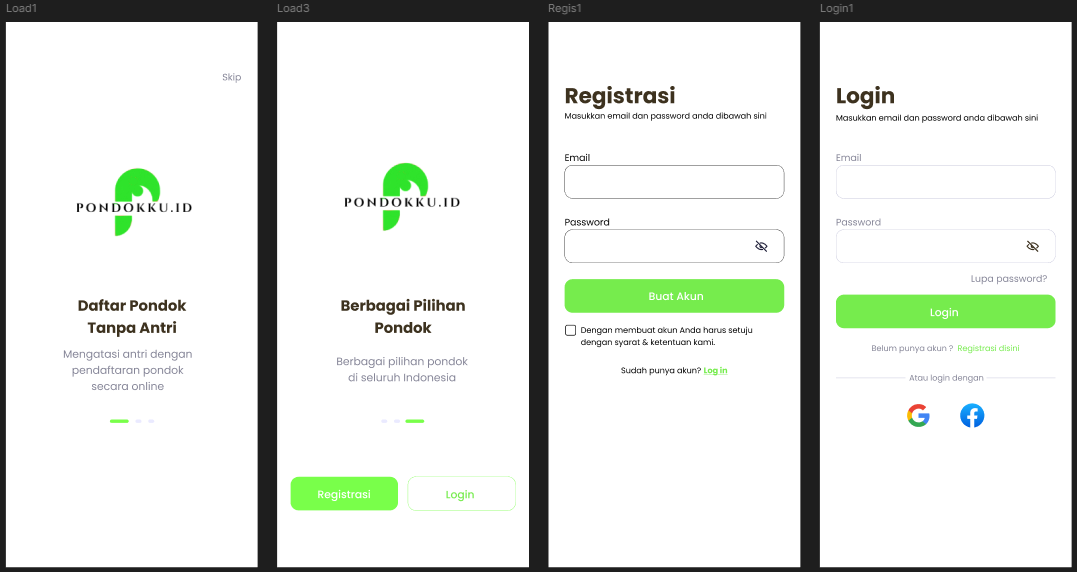 Load1
Skip
PONDOKKU.ID
Daftar Pondok
Tanpa Antri
Mengatasi antri dengan
pendaftaran pondok
secara online
Load3
PONDOKKU.ID
Berbagai Pilihan
Pondok
Berbagai pilihan pondok
di seluruh Indonesia
Registrasi
Login
Regis1
Registrasi
Masukkan email dan password anda dibawah sini
Email
Password
Buat Akun
Dengan membuat akun Anda harus setuju
dengan syarat & ketentuan kami.
Sudah punya akun? Log in
Login1
Login
Masukkan email dan password anda dibawah sini
Email
Password
Lupa password?
Login
Belum punya akun ? Registrasi disini
Atau login dengan